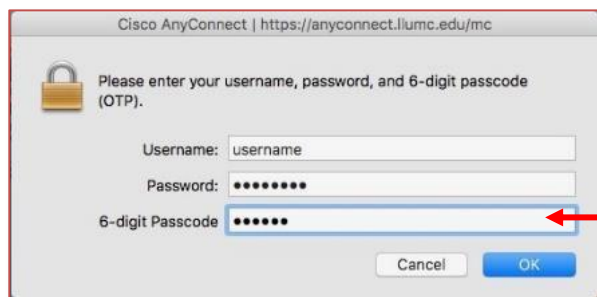 Cisco AnyConnect | https://anyconnect.llumc.edu/mc
Please enter your username, password, and 6-digit passcode
(OTP).
Username: username
Password: ••••••••
6-digit Passcode ••••••
Cancel OK